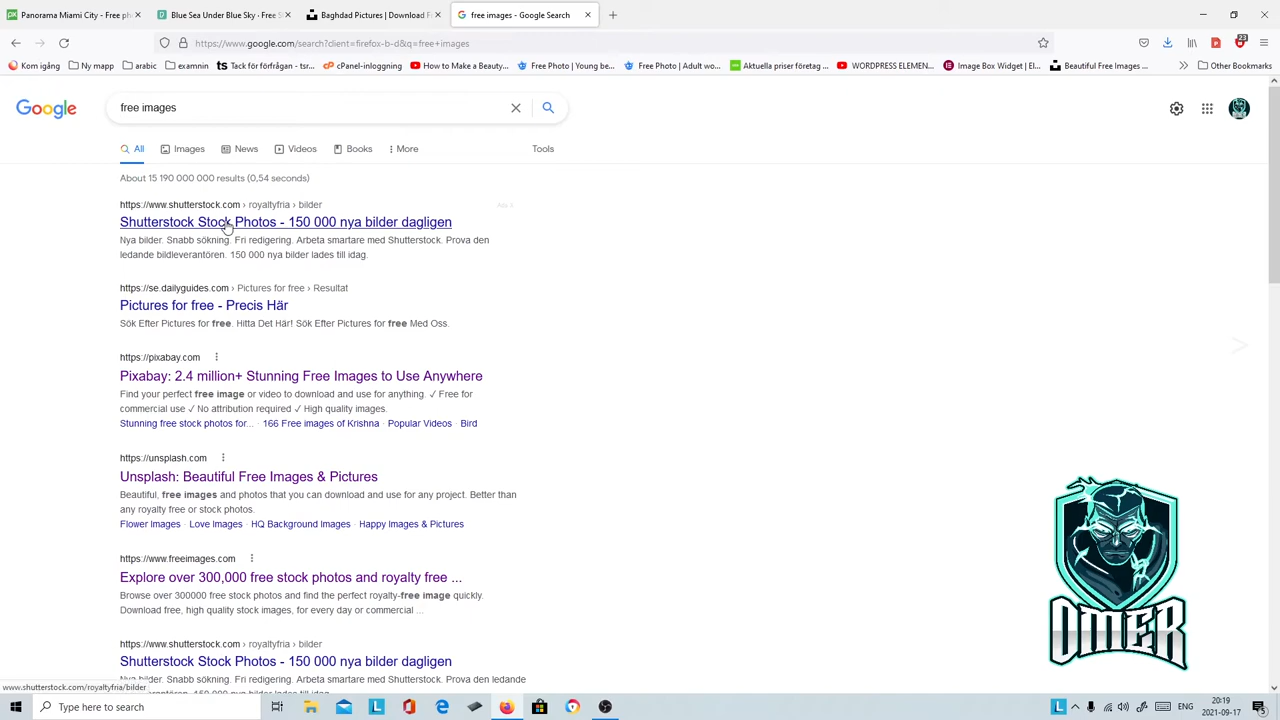 Panorama Miami City - Free ph
Blue Sea Under Blue Sky · Free S
Baghdad Pictures | Download Fr
free images - Google Search
https://www.google.com/search?client=firefox-b-d&q=free+images
Kom igång
Ny mapp
arabic
examnin
Tack för förfrågan - tsr...
cPanel-inloggning
How to Make a Beauty...
Free Photo | Young be...
Free Photo | Adult wo...
Aktuella priser företag ...
WORDPRESS ELEMEN...
Image Box Widget | El...
Beautiful Free Images ...
Other Bookmarks
23
Google
free images
All
Images
News
Videos
Books
More
Tools
About 15 190 000 000 results (0,54 seconds)
https://www.shutterstock.com › royaltyfria › bilder
Shutterstock Stock Photos - 150 000 nya bilder dagligen
Nya bilder. Snabb sökning. Fri redigering. Arbeta smartare med Shutterstock. Prova den
ledande bildleverantören. 150 000 nya bilder lades till idag.
https://se.dailyguides.com › Pictures for free › Resultat
Pictures for free - Precis Här
Sök Efter Pictures for free. Hitta Det Här! Sök Efter Pictures for free Med Oss.
https://pixabay.com
Pixabay: 2.4 million+ Stunning Free Images to Use Anywhere
Find your perfect free image or video to download and use for anything. ✓ Free for
commercial use ✓ No attribution required ✓ High quality images.
Stunning free stock photos for... · 166 Free images of Krishna · Popular Videos · Bird
https://unsplash.com
Unsplash: Beautiful Free Images & Pictures
Beautiful, free images and photos that you can download and use for any project. Better than
any royalty free or stock photos.
Flower Images · Love Images · HQ Background Images · Happy Images & Pictures
https://www.freeimages.com
Explore over 300,000 free stock photos and royalty free ...
Browse over 300000 free stock photos and find the perfect royalty-free image quickly.
Download free, high quality stock images, for every day or commercial ...
https://www.shutterstock.com › royaltyfria › bilder
Shutterstock Stock Photos - 150 000 nya bilder dagligen
Nya bilder. Snabb sökning. Fri redigering. Arbeta smartare med Shutterstock. Prova den
www.shutterstock.com/royaltyfria/bilder
OMER
Type here to search
ENG
20:19
2021-09-17